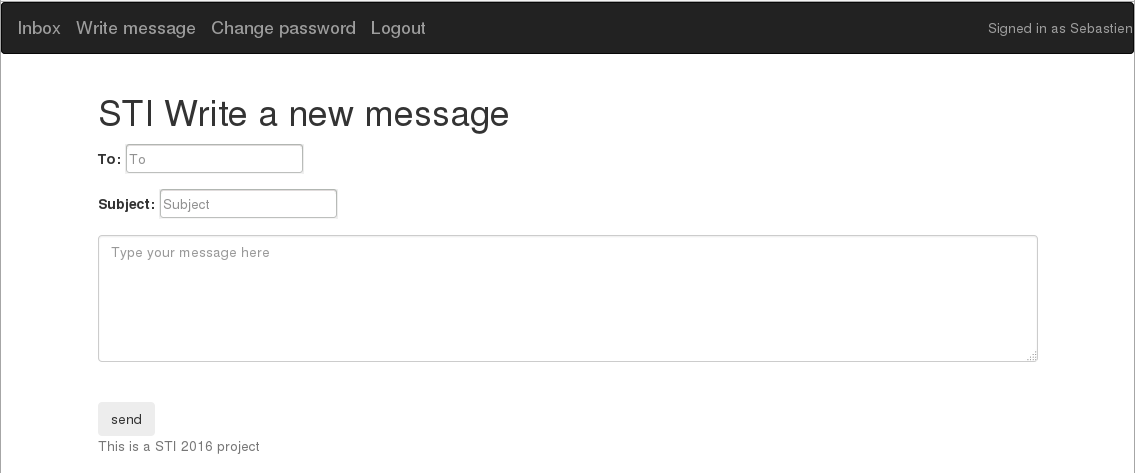 Inbox Write message Change password Logout Signed in as Sebastien
STI Write a new message
To: To
Subject: Subject
Type your message here
send
This is a STI 2016 project